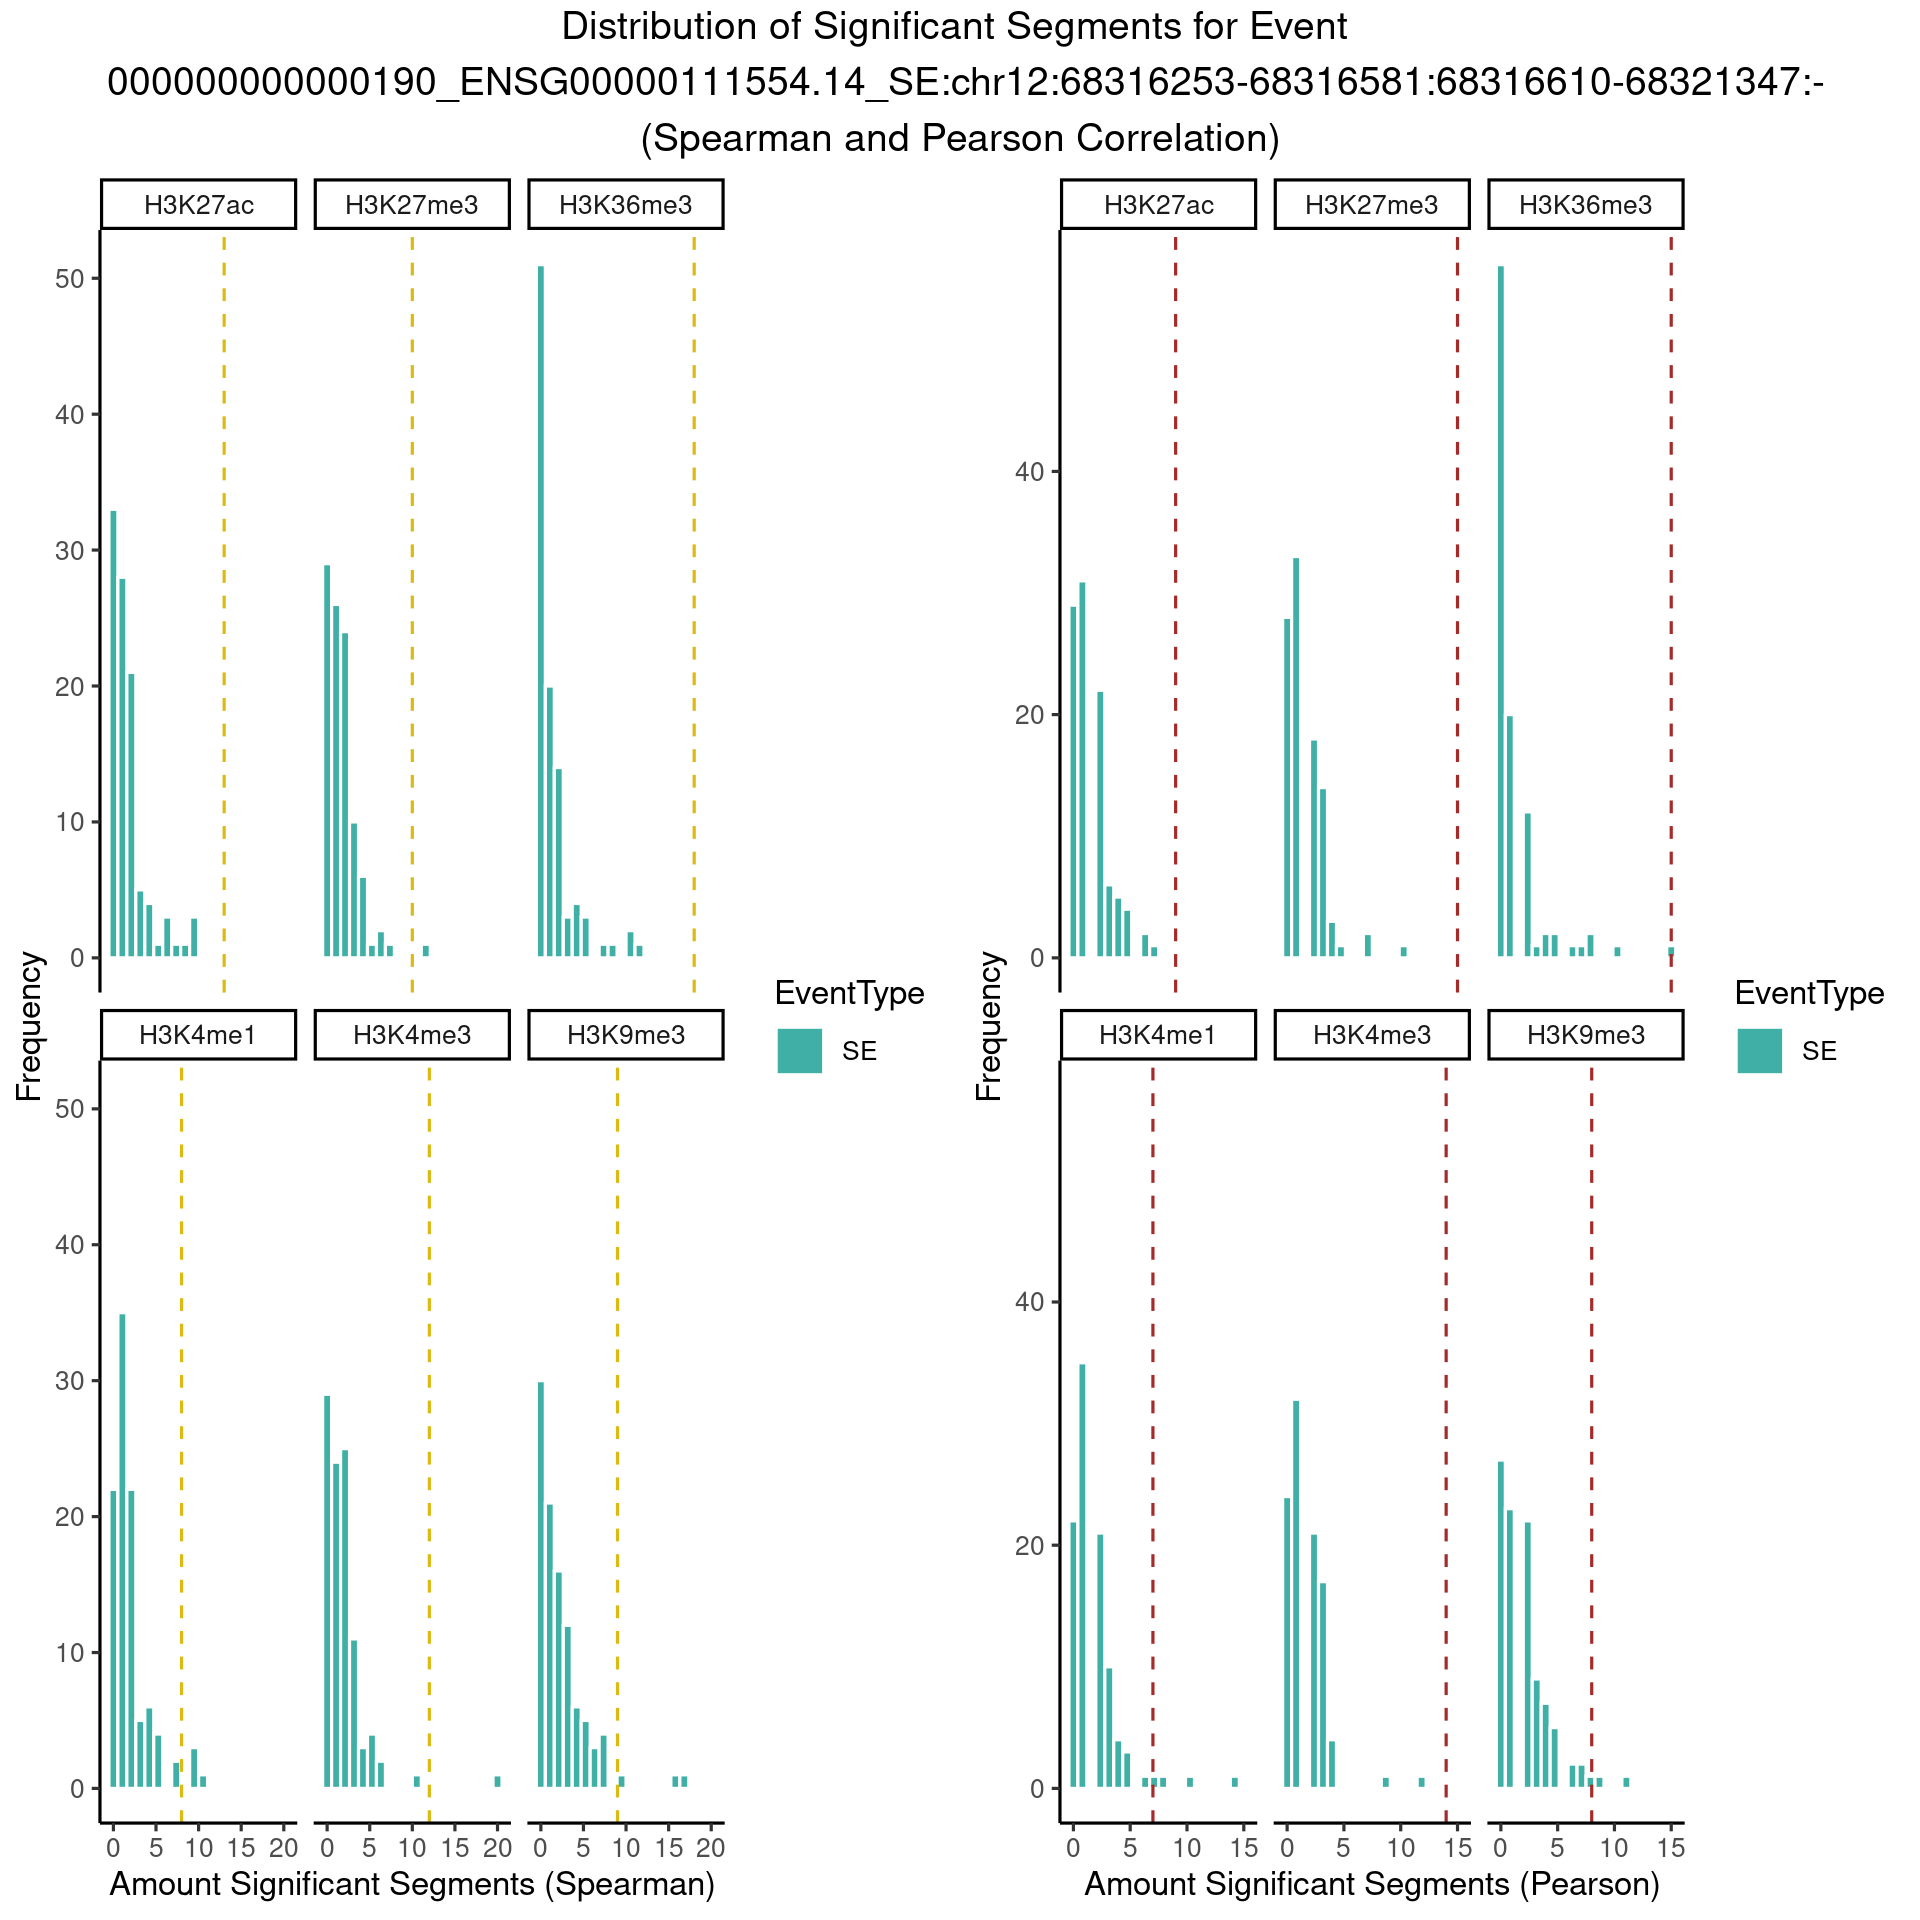 Distribution of Significant Segments for Event
000000000000190_ENSG00000111554.14_SE:chr12:68316253-68316581:68316610-68321347:-
(Spearman and Pearson Correlation)
H3K27ac H3K27me3 H3K36me3
50
40
30
20
10
0
H3K4me1 H3K4me3 H3K9me3
50
40
30
20
10
0
0 5 10 15 20 0 5 10 15 20 0 5 10 15 20
Amount Significant Segments (Spearman)
Frequency
EventType
SE
H3K27ac H3K27me3 H3K36me3
40
20
0
H3K4me1 H3K4me3 H3K9me3
40
20
0
0 5 10 15 0 5 10 15 0 5 10 15
Amount Significant Segments (Pearson)
Frequency
EventType
SE